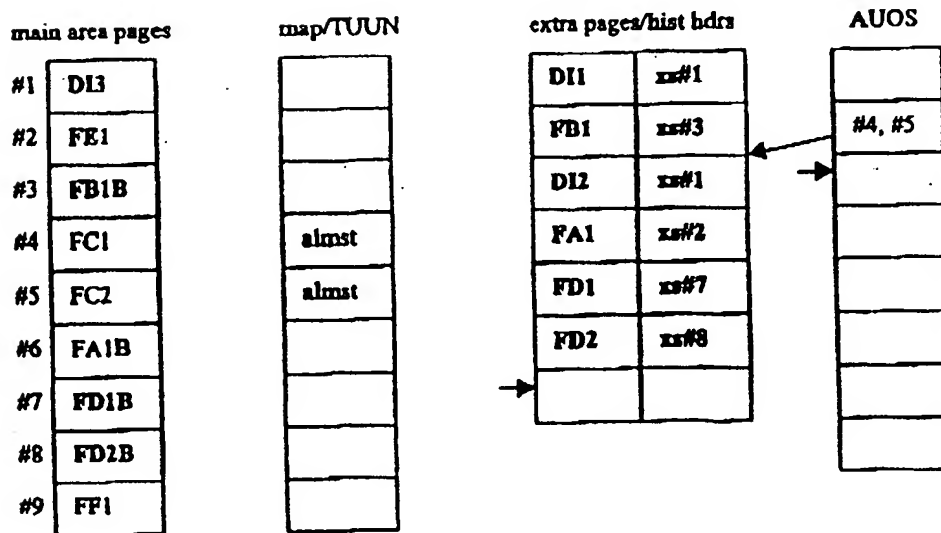 main area pages map/TUUN extra pages/hist hdrs AUOS
#1 DI3 DI1 xs#1
#2 FE1 FB1 xs#3 #4, #5
#3 FB1B DI2 xs#1
#4 FC1 almst FA1 xs#2
#5 FC2 almst FD1 xs#7
#6 FA1B FD2 xs#8
#7 FD1B
#8 FD2B
#9 FF1